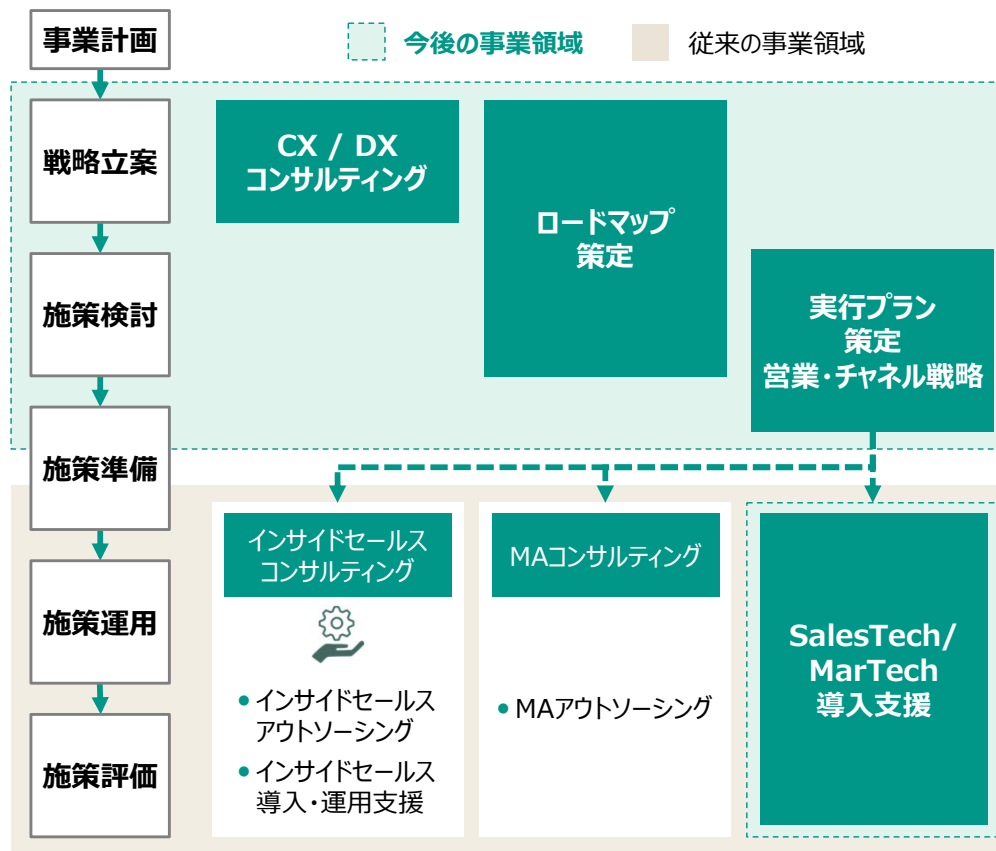 事業計画
今後の事業領域
従来の事業領域
戦略立案
CX / DX
コンサルティング
ロードマップ
策定
施策検討
実行プラン
策定
営業・チャネル戦略
施策準備
インサイドセールス
コンサルティング
MAコンサルティング
施策運用
SalesTech/
MarTech
導入支援
• インサイドセールス
アウトソーシング
• MAアウトソーシング
施策評価
• インサイドセールス
導入・運用支援